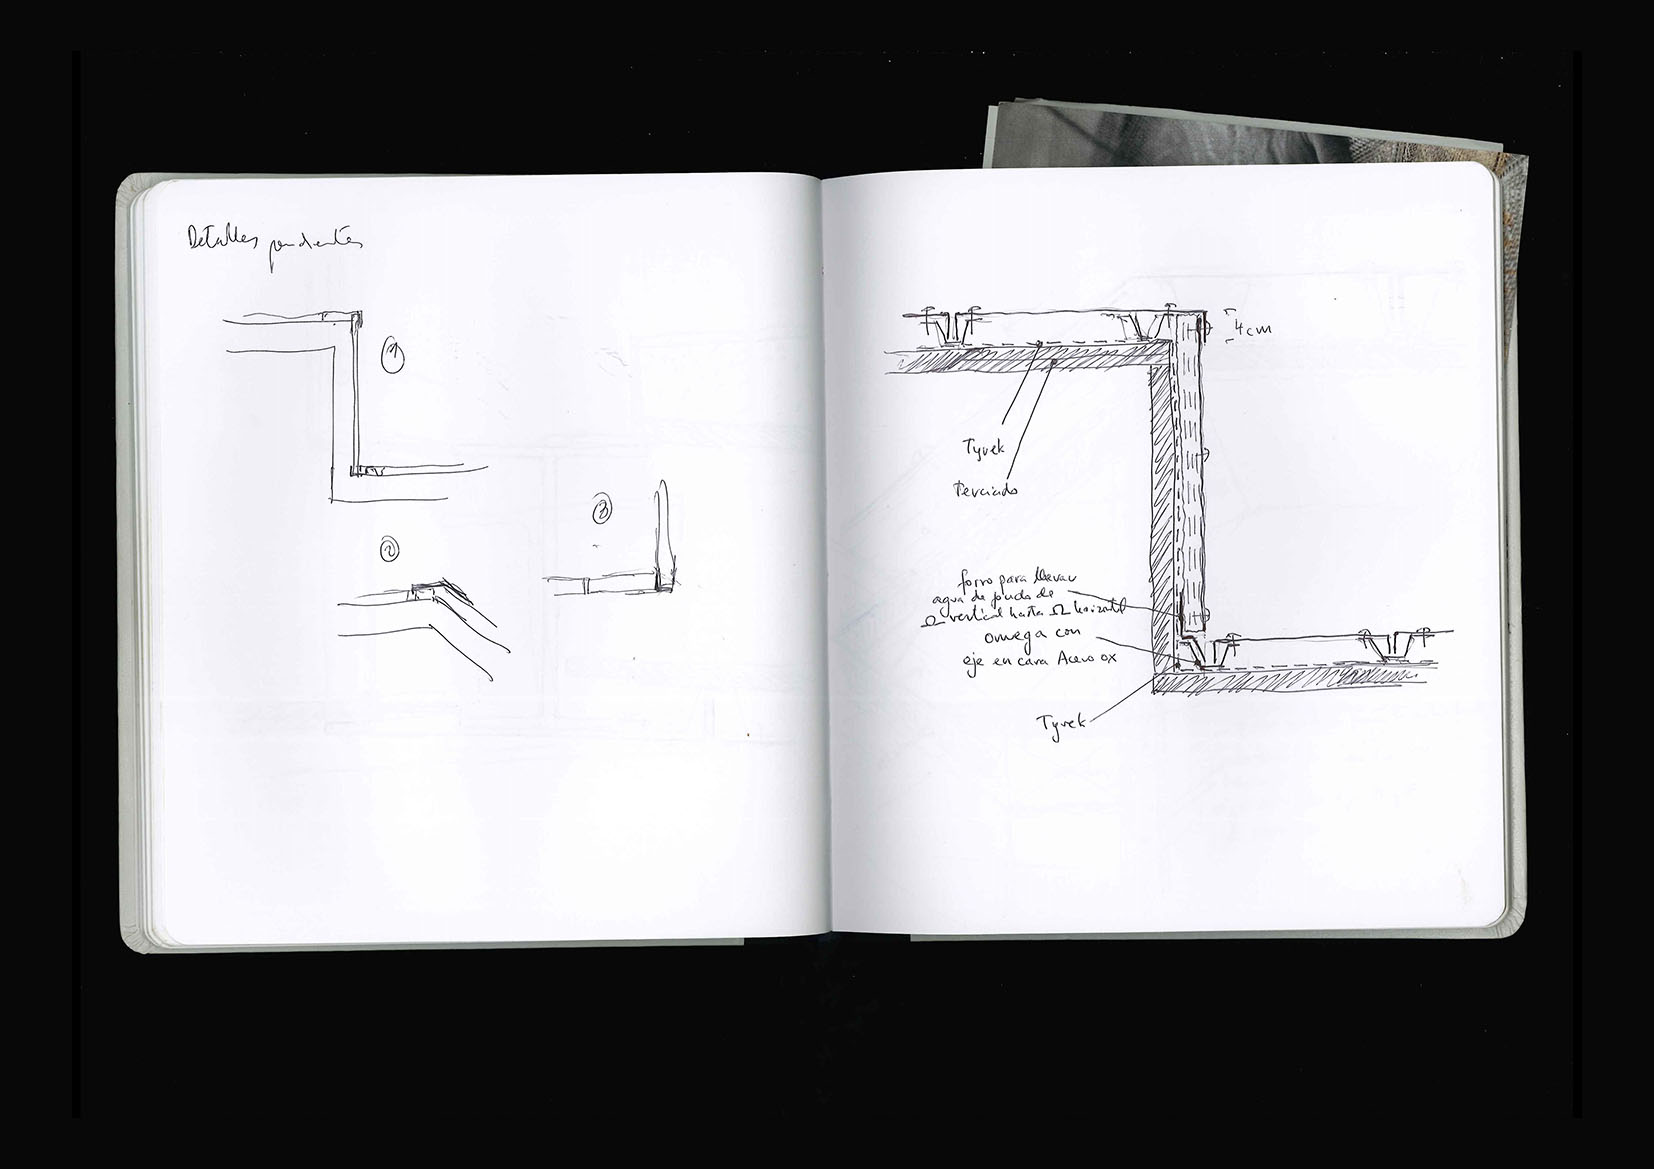 Detalles pendientes
1
2
3
4cm
Tyvek
Terciado
forro para llevar
agua de onda de
Ω vertical hasta Ω horizontal
omega con
eje en cara Acero ox
Tyvek